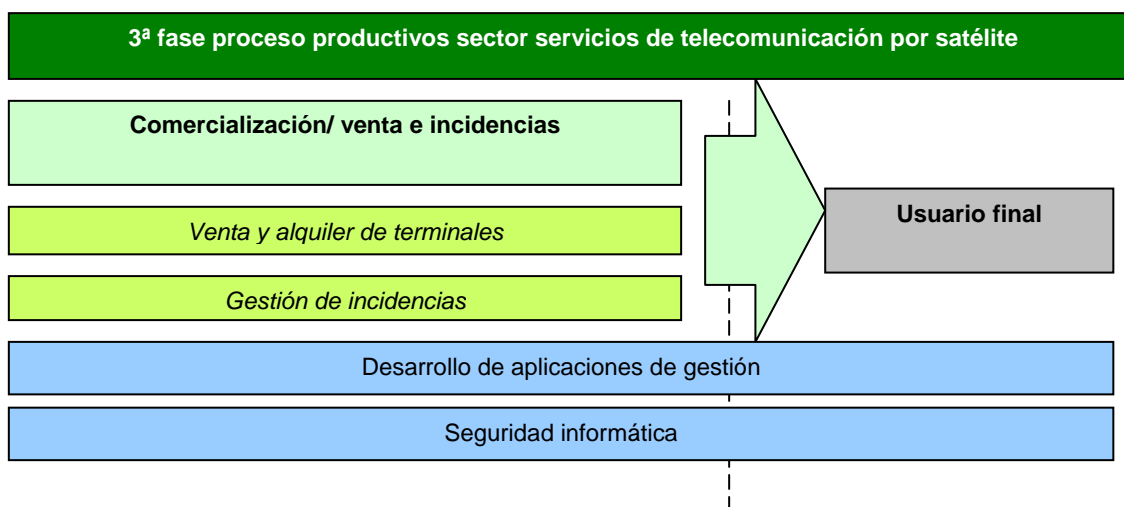 3ª fase proceso productivos sector servicios de telecomunicación por satélite
Comercialización/ venta e incidencias
Usuario final
Venta y alquiler de terminales
Gestión de incidencias
Desarrollo de aplicaciones de gestión
Seguridad informática